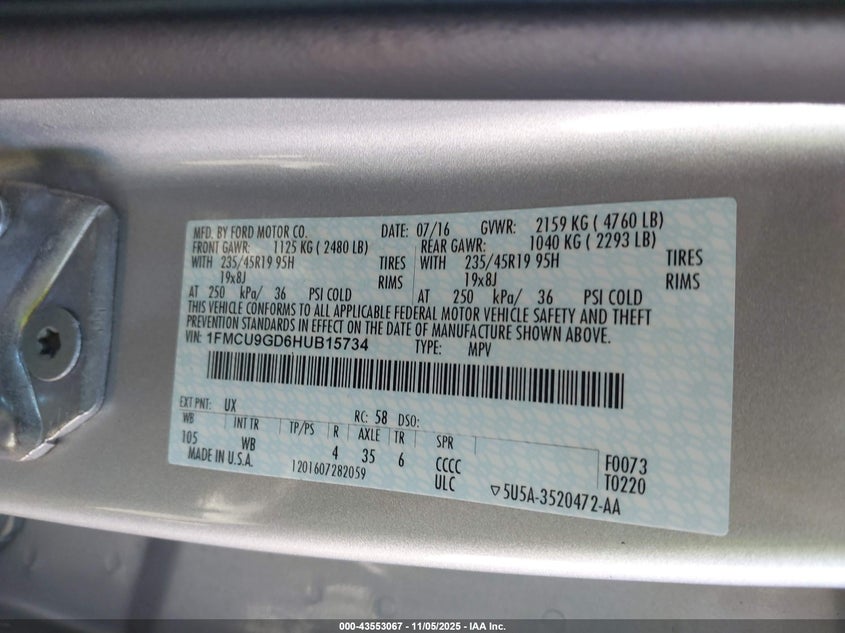 MFD. BY FORD MOTOR CO. DATE: 07/16 GVWR: 2159 KG ( 4760 LB)
FRONT GAWR: 1125 KG ( 2480 LB) REAR GAWR: 1040 KG ( 2293 LB)
WITH 235/45R19 95H TIRES WITH 235/45R19 95H TIRES
19x8J RIMS 19x8J RIMS
AT 250 kPa/ 36 PSI COLD AT 250 kPa/ 36 PSI COLD
THIS VEHICLE CONFORMS TO ALL APPLICABLE FEDERAL MOTOR VEHICLE SAFETY AND THEFT
PREVENTION STANDARDS IN EFFECT ON THE DATE OF MANUFACTURE SHOWN ABOVE.
VIN: 1FMCU9GD6HUB15734 TYPE: MPV
EXT PNT: UX RC: 58 DSO:
WB INT TR TP/PS R AXLE TR SPR
105 WB 4 35 6 CCCC F0073
MADE IN U.S.A. 1201607282059 ULC T0220
▽5U5A-3520472-AA
000-43553067 - 11/05/2025 - IAA Inc.